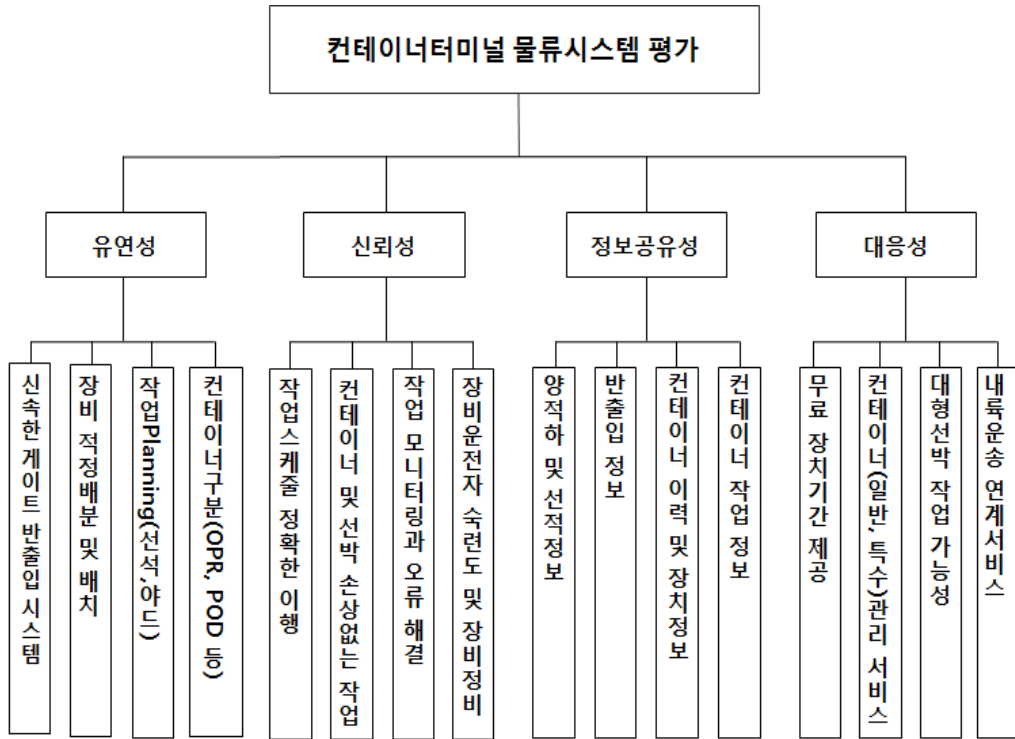 컨테이너터미널 물류시스템 평가
유연성
신뢰성
정보공유성
대응성
신속한 게이트 반출입 시스템
장비 적정배분 및 배치
작업Planning(선석,야드)
컨테이너구분(OPR, POD 등)
작업스케줄 정확한 이행
컨테이너 및 선박 손상없는 작업
작업 모니터링과 오류 해결
장비운전자 숙련도 및 장비정비
양적하 및 선적정보
반출입 정보
컨테이너 이력 및 장치정보
컨테이너 작업 정보
무료 장치기간 제공
컨테이너(일반, 특수)관리 서비스
대형선박 작업 가능성
내륙운송 연계서비스